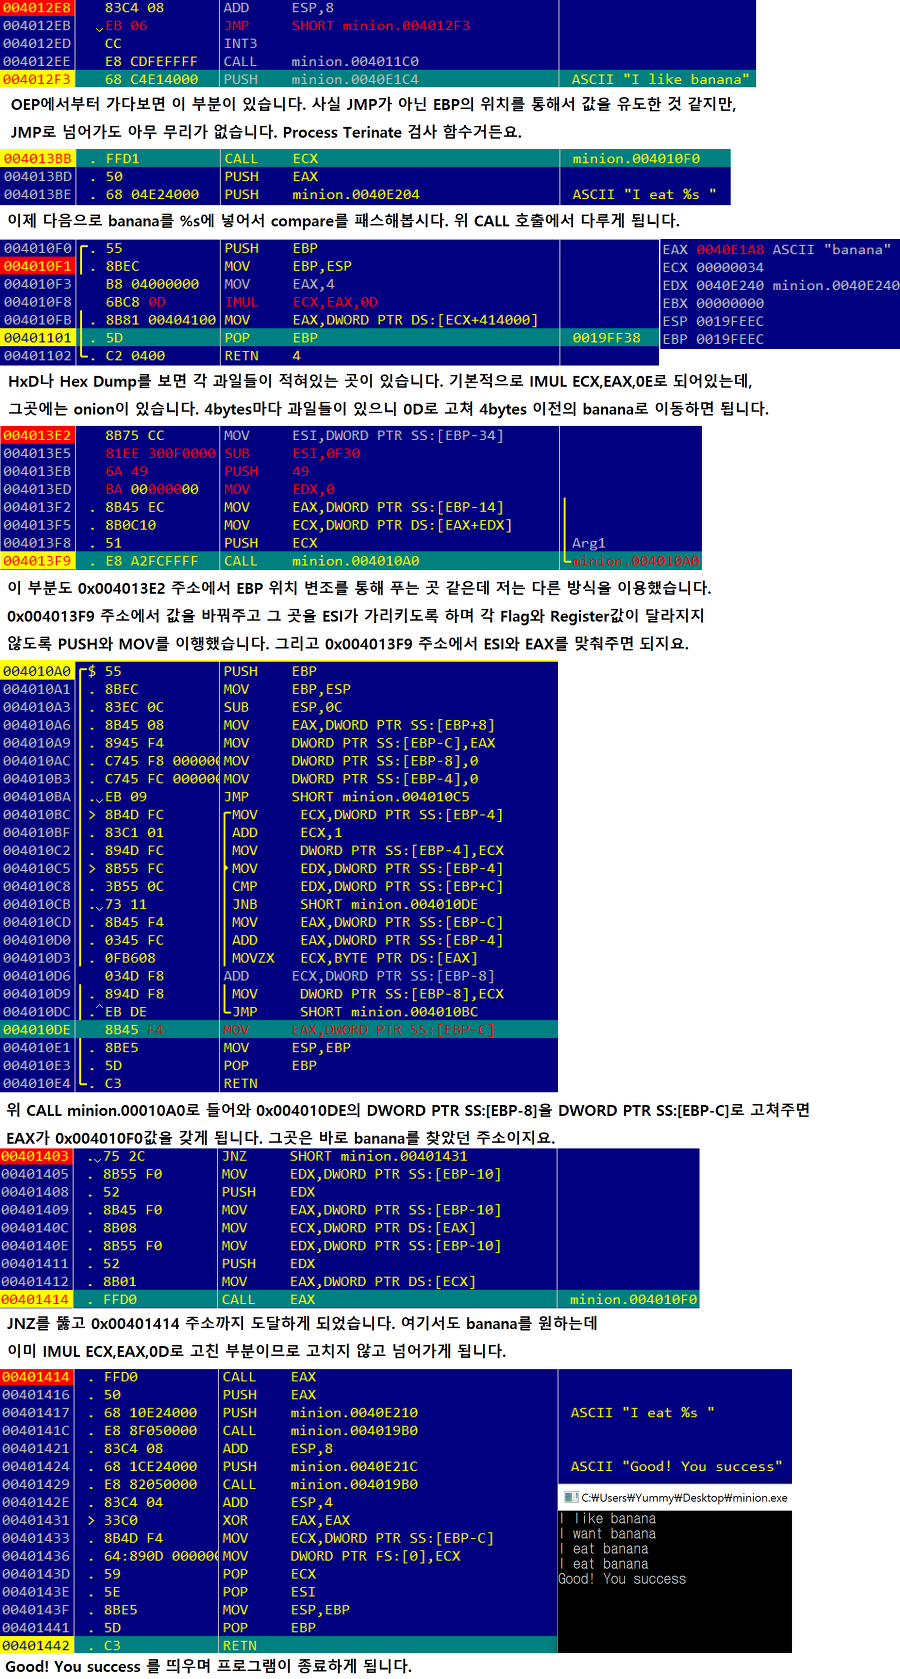 004012E8 83C4 08 ADD ESP,8
004012EB EB 06 JMP SHORT minion.004012F3
004012ED CC INT3
004012EE E8 CDFEFFFF CALL minion.004011C0
004012F3 68 C4E14000 PUSH minion.0040E1C4 ASCII "I like banana"
OEP에서부터 가다보면 이 부분이 있습니다. 사실 JMP가 아닌 EBP의 위치를 통해서 값을 유도한 것 같지만,
JMP로 넘어가도 아무 무리가 없습니다. Process Terinate 검사 함수거든요.
004013BB . FFD1 CALL ECX minion.004010F0
004013BD . 50 PUSH EAX
004013BE . 68 04E24000 PUSH minion.0040E204 ASCII "I eat %s "
이제 다음으로 banana를 %s에 넣어서 compare를 패스해봅시다. 위 CALL 호출에서 다루게 됩니다.
004010F0 . 55 PUSH EBP
004010F1 . 8BEC MOV EBP,ESP
004010F3 . B8 04000000 MOV EAX,4
004010F8 6BC8 0D IMUL ECX,EAX,0D
004010FB . 8B81 00404100 MOV EAX,DWORD PTR DS:[ECX+414000]
00401101 . 5D POP EBP 0019FF38
00401102 . C2 0400 RETN 4
EAX 0040E1A8 ASCII "banana"
ECX 00000034
EDX 0040E240 minion.0040E240
EBX 00000000
ESP 0019FEEC
EBP 0019FEEC
HxD나 Hex Dump를 보면 각 과일들이 적혀있는 곳이 있습니다. 기본적으로 IMUL ECX,EAX,0E로 되어있는데,
그곳에는 onion이 있습니다. 4bytes마다 과일들이 있으니 0D로 고쳐 4bytes 이전의 banana로 이동하면 됩니다.
004013E2 8B75 CC MOV ESI,DWORD PTR SS:[EBP-34]
004013E5 81EE 300F0000 SUB ESI,0F30
004013EB 6A 49 PUSH 49
004013ED BA 00000000 MOV EDX,0
004013F2 . 8B45 EC MOV EAX,DWORD PTR SS:[EBP-14]
004013F5 . 8B0C10 MOV ECX,DWORD PTR DS:[EAX+EDX]
004013F8 . 51 PUSH ECX Arg1
004013F9 . E8 A2FCFFFF CALL minion.004010A0 minion.004010A0
이 부분도 0x004013E2 주소에서 EBP 위치 변조를 통해 푸는 곳 같은데 저는 다른 방식을 이용했습니다.
0x004013F9 주소에서 값을 바꿔주고 그 곳을 ESI가 가리키도록 하며 각 Flag와 Register값이 달라지지
않도록 PUSH와 MOV를 이행했습니다. 그리고 0x004013F9 주소에서 ESI와 EAX를 맞춰주면 되지요.
004010A0 $ 55 PUSH EBP
004010A1 . 8BEC MOV EBP,ESP
004010A3 . 83EC 0C SUB ESP,0C
004010A6 . 8B45 08 MOV EAX,DWORD PTR SS:[EBP+8]
004010A9 . 8945 F4 MOV DWORD PTR SS:[EBP-C],EAX
004010AC . C745 F8 000000 MOV DWORD PTR SS:[EBP-8],0
004010B3 . C745 FC 000000 MOV DWORD PTR SS:[EBP-4],0
004010BA . EB 09 JMP SHORT minion.004010C5
004010BC > 8B4D FC MOV ECX,DWORD PTR SS:[EBP-4]
004010BF . 83C1 01 ADD ECX,1
004010C2 . 894D FC MOV DWORD PTR SS:[EBP-4],ECX
004010C5 > 8B55 FC MOV EDX,DWORD PTR SS:[EBP-4]
004010C8 . 3B55 0C CMP EDX,DWORD PTR SS:[EBP+C]
004010CB . 73 11 JNB SHORT minion.004010DE
004010CD . 8B45 F4 MOV EAX,DWORD PTR SS:[EBP-C]
004010D0 . 0345 FC ADD EAX,DWORD PTR SS:[EBP-4]
004010D3 . 0FB608 MOVZX ECX,BYTE PTR DS:[EAX]
004010D6 034D F8 ADD ECX,DWORD PTR SS:[EBP-8]
004010D9 . 894D F8 MOV DWORD PTR SS:[EBP-8],ECX
004010DC .^EB DE JMP SHORT minion.004010BC
004010DE 8B45 F4 MOV EAX,DWORD PTR SS:[EBP-C]
004010E1 . 8BE5 MOV ESP,EBP
004010E3 . 5D POP EBP
004010E4 . C3 RETN
위 CALL minion.00010A0로 들어와 0x004010DE의 DWORD PTR SS:[EBP-8]을 DWORD PTR SS:[EBP-C]로 고쳐주면
EAX가 0x004010F0값을 갖게 됩니다. 그곳은 바로 banana를 찾았던 주소이지요.
00401403 . 75 2C JNZ SHORT minion.00401431
00401405 . 8B55 F0 MOV EDX,DWORD PTR SS:[EBP-10]
00401408 . 52 PUSH EDX
00401409 . 8B45 F0 MOV EAX,DWORD PTR SS:[EBP-10]
0040140C . 8B08 MOV ECX,DWORD PTR DS:[EAX]
0040140E . 8B55 F0 MOV EDX,DWORD PTR SS:[EBP-10]
00401411 . 52 PUSH EDX
00401412 . 8B01 MOV EAX,DWORD PTR DS:[ECX]
00401414 . FFD0 CALL EAX minion.004010F0
JNZ를 뚫고 0x00401414 주소까지 도달하게 되었습니다. 여기서도 banana를 원하는데
이미 IMUL ECX,EAX,0D로 고친 부분이므로 고치지 않고 넘어가게 됩니다.
00401414 . FFD0 CALL EAX
00401416 . 50 PUSH EAX
00401417 . 68 10E24000 PUSH minion.0040E210 ASCII "I eat %s "
0040141C . E8 8F050000 CALL minion.004019B0
00401421 . 83C4 08 ADD ESP,8
00401424 . 68 1CE24000 PUSH minion.0040E21C ASCII "Good! You success"
00401429 . E8 82050000 CALL minion.004019B0
0040142E . 83C4 04 ADD ESP,4
00401431 > 33C0 XOR EAX,EAX
00401433 . 8B4D F4 MOV ECX,DWORD PTR SS:[EBP-C]
00401436 . 64:890D 000000 MOV DWORD PTR FS:[0],ECX
0040143D . 59 POP ECX
0040143E . 5E POP ESI
0040143F . 8BE5 MOV ESP,EBP
00401441 . 5D POP EBP
00401442 . C3 RETN
C:₩Users₩Yummy₩Desktop₩minion.exe
I like banana
I want banana
I eat banana
I eat banana
Good! You success
Good! You success 를 띄우며 프로그램이 종료하게 됩니다.